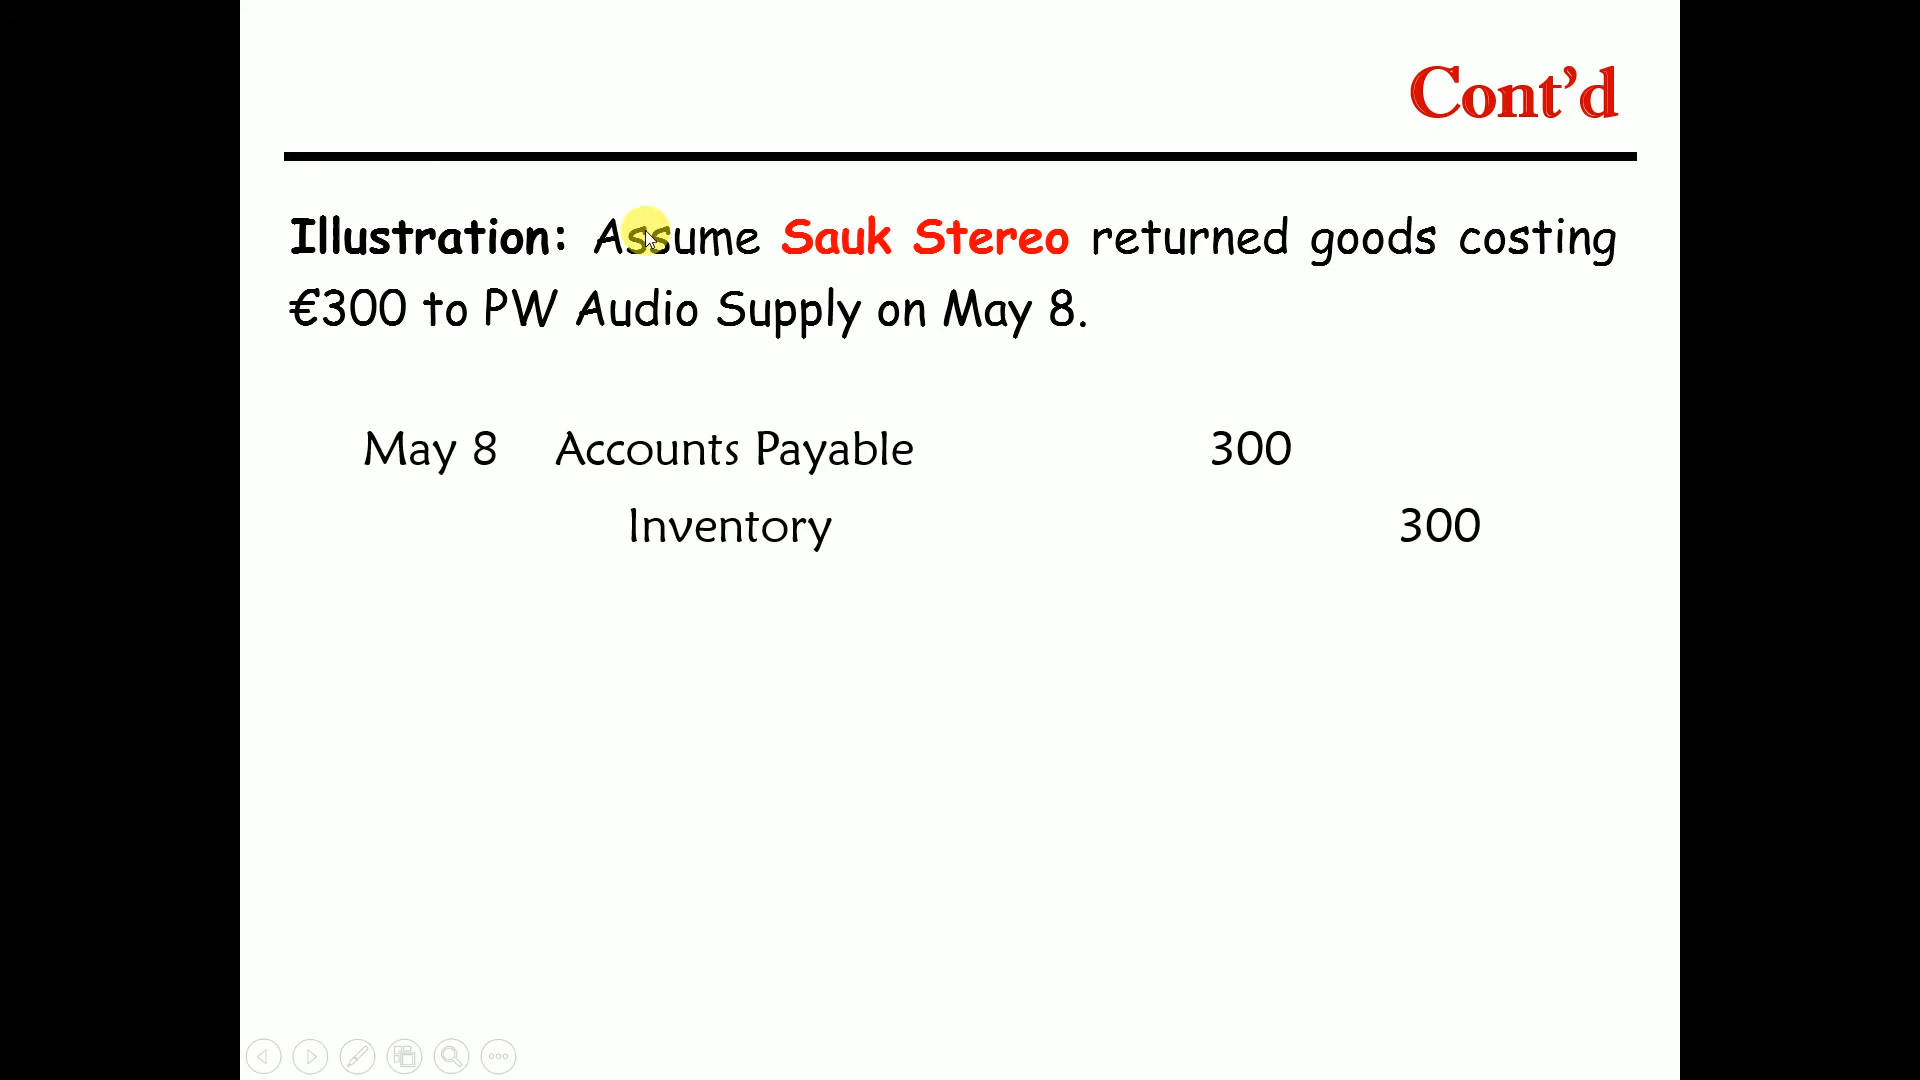 Cont’d
Illustration: Assume Sauk Stereo returned goods costing
€300 to PW Audio Supply on May 8.
May 8 Accounts Payable 300
Inventory 300